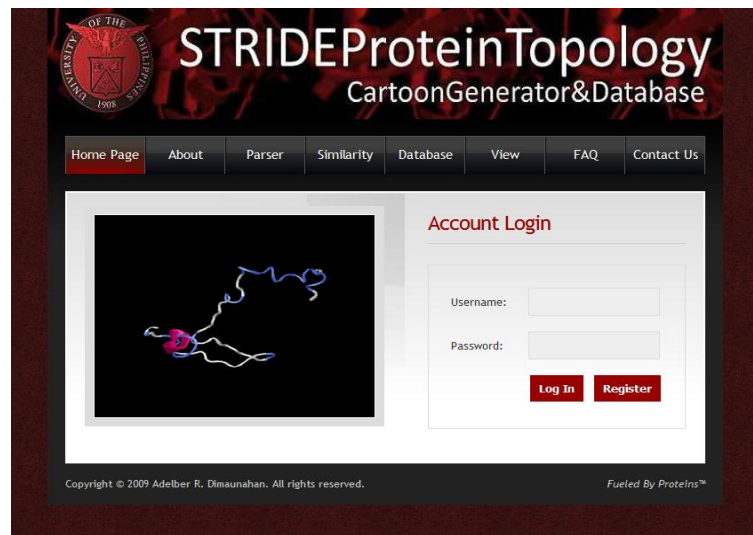 UNIVERSITY OF THE PHILIPPINES
1908
STRIDEProteinTopology
CartoonGenerator&Database
Home Page About Parser Similarity Database View FAQ Contact Us
Account Login
Username:
Password:
Log In Register
Copyright © 2009 Adelber R. Dimaunahan. All rights reserved. Fueled By Proteins™